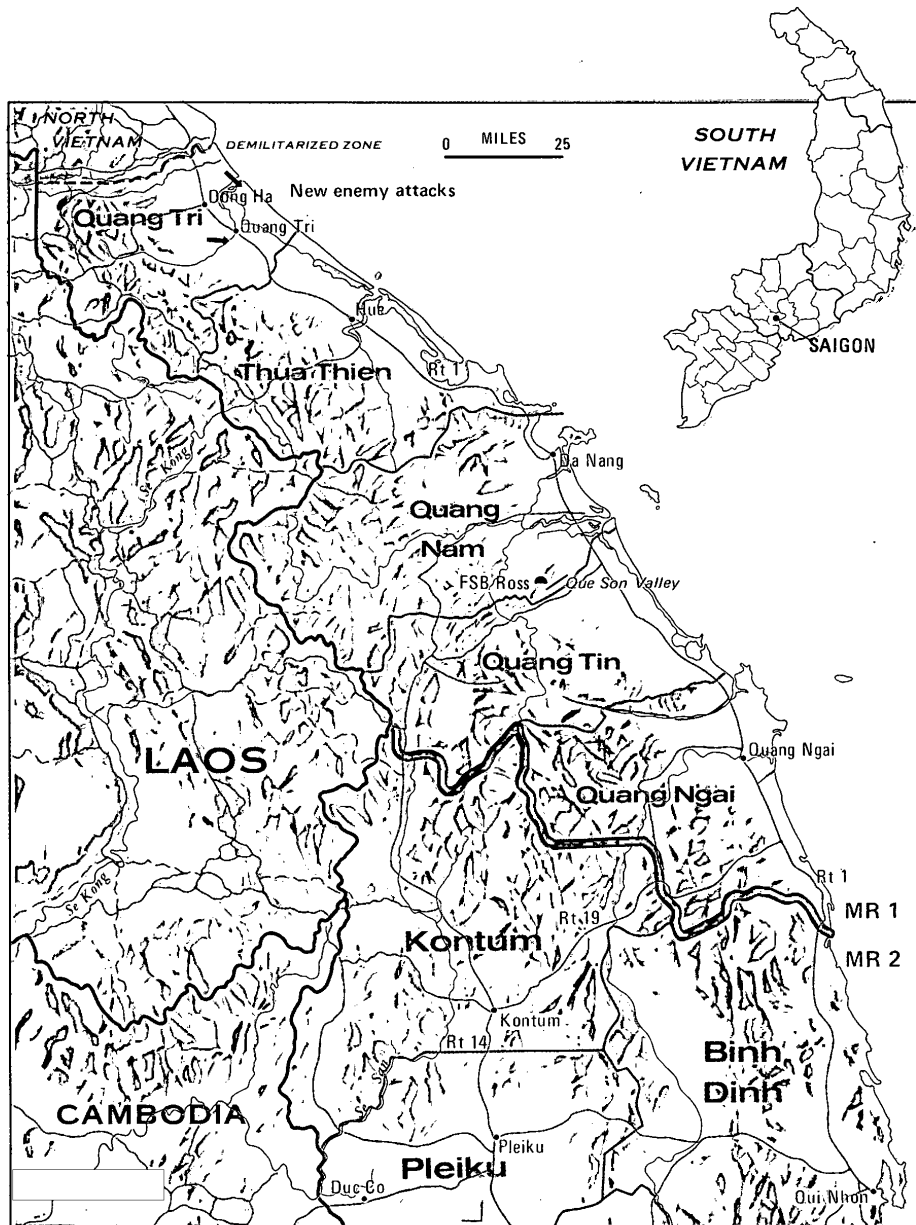 NORTH
VIETNAM
DEMILITARIZED ZONE
0 MILES 25
SOUTH
VIETNAM
Dong Ha
New enemy attacks
Quang Tri
Quang Tri
Hue
SAIGON
Thua Thien
Rt 1
Se Kong
Da Nang
Quang
Nam
FSB Ross
Que Son Valley
Quang Tin
LAOS
Quang Ngai
Quang Ngai
Se Kong
Rt 1
Rt 19
MR 1
Kontum
MR 2
Kontum
Rt 14
Se San
Binh
Dinh
CAMBODIA
Pleiku
Pleiku
Duc Co
Qui Nhon